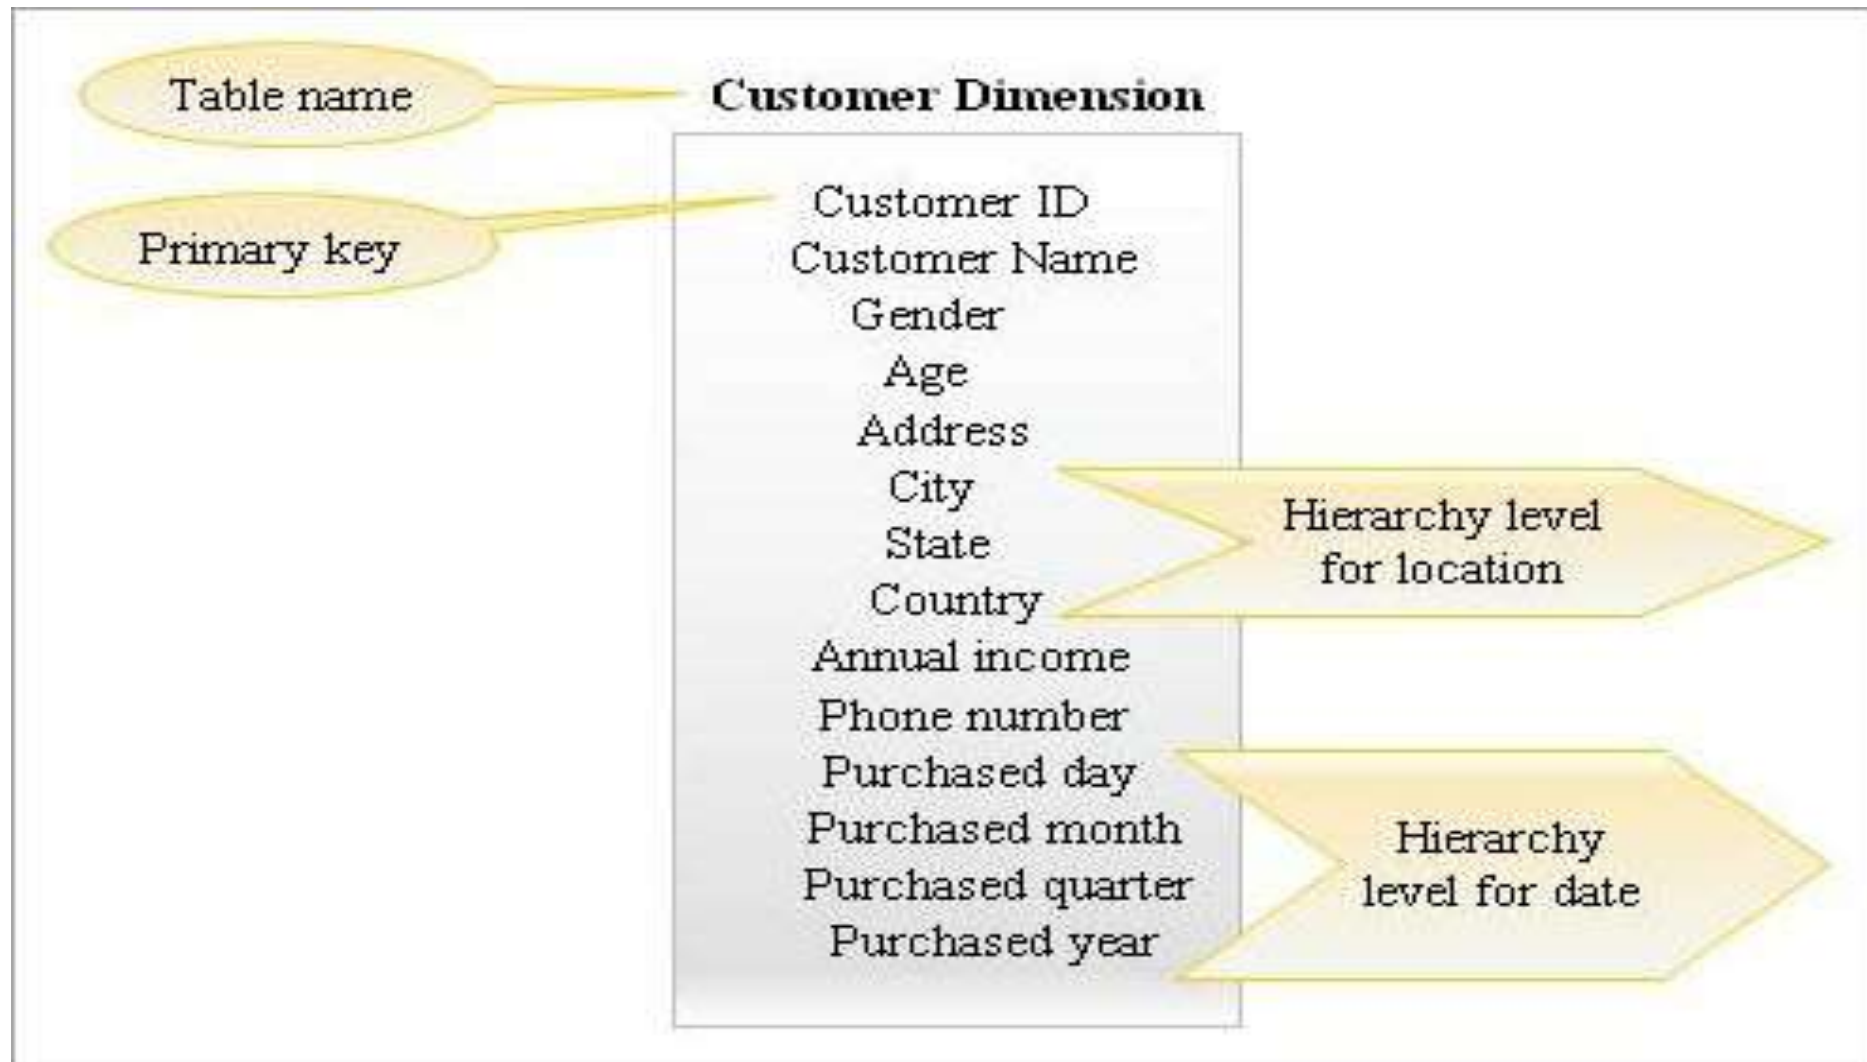 Table name
Customer Dimension
Primary key
Customer ID
Customer Name
Gender
Age
Address
City
State
Country
Hierarchy level
for location
Annual income
Phone number
Purchased day
Purchased month
Purchased quarter
Purchased year
Hierarchy
level for date